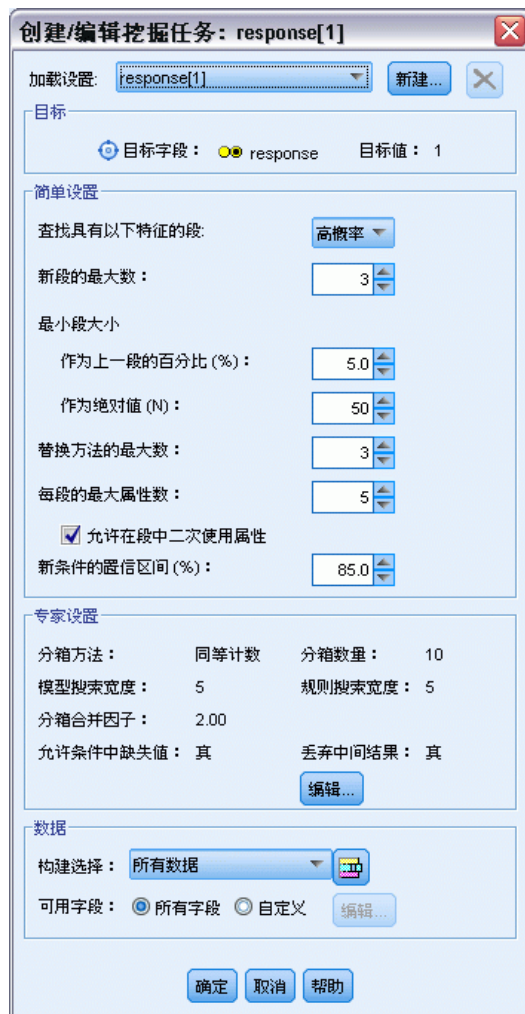 创建/编辑挖掘任务: response[1]
加载设置: response[1] 新建...
目标
目标字段: response 目标值: 1
简单设置
查找具有以下特征的段: 高概率
新段的最大数: 3
最小段大小
作为上一段的百分比(%): 5.0
作为绝对值(N): 50
替换方法的最大数: 3
每段的最大属性数: 5
允许在段中二次使用属性
新条件的置信区间(%): 85.0
专家设置
分箱方法: 同等计数 分箱数量: 10
模型搜索宽度: 5 规则搜索宽度: 5
分箱合并因子: 2.00
允许条件中缺失值: 真 丢弃中间结果: 真
编辑...
数据
构建选择: 所有数据
可用字段: 所有字段 自定义 编辑...
确定 取消 帮助